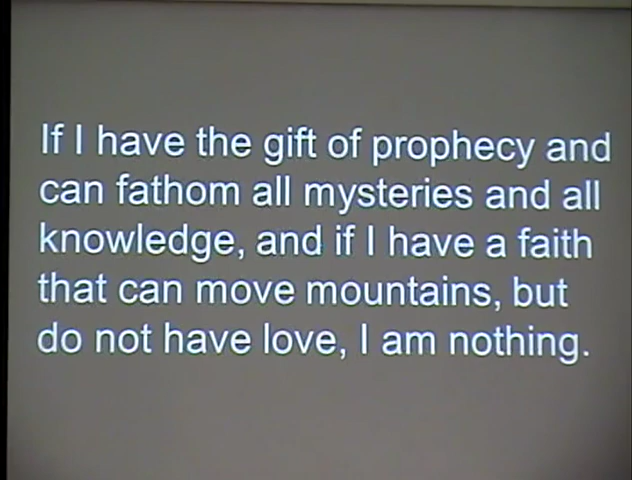 If I have the gift of prophecy and
can fathom all mysteries and all
knowledge, and if I have a faith
that can move mountains, but
do not have love, I am nothing.